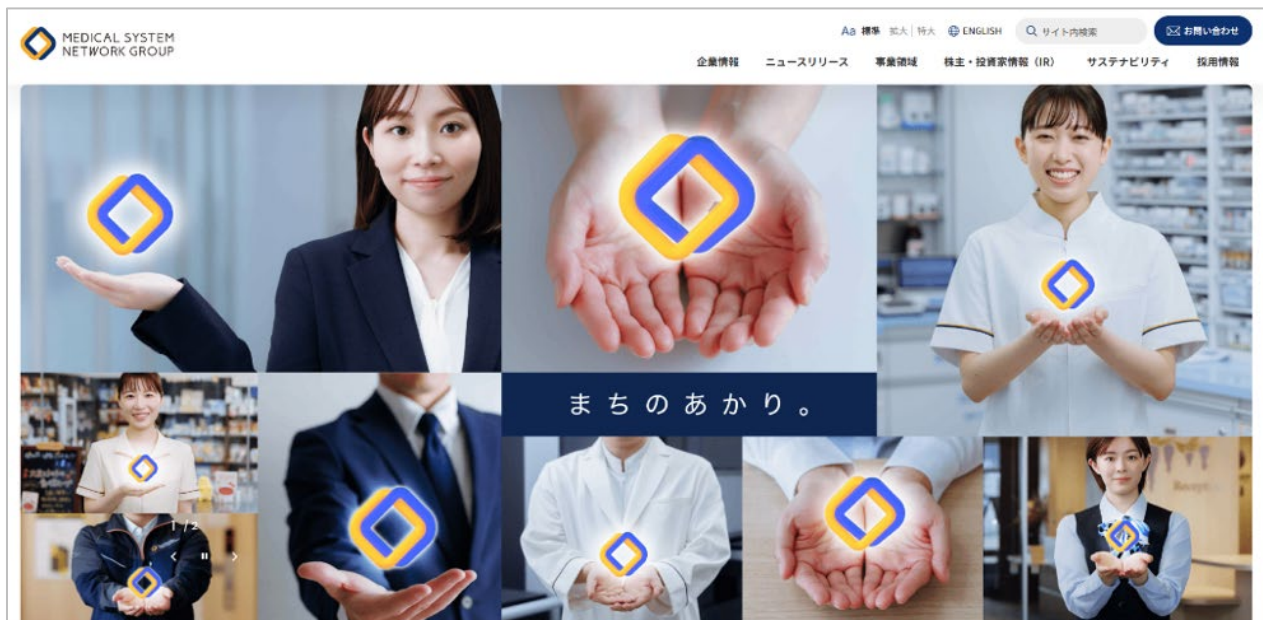 MEDICAL SYSTEM
NETWORK GROUP
Aa 標準 拡大 特大 ENGLISH サイト内検索 お問い合わせ
企業情報 ニュースリリース 事業領域 株主・投資家情報(IR) サステナビリティ 採用情報
まちのあかり。
1 / 2